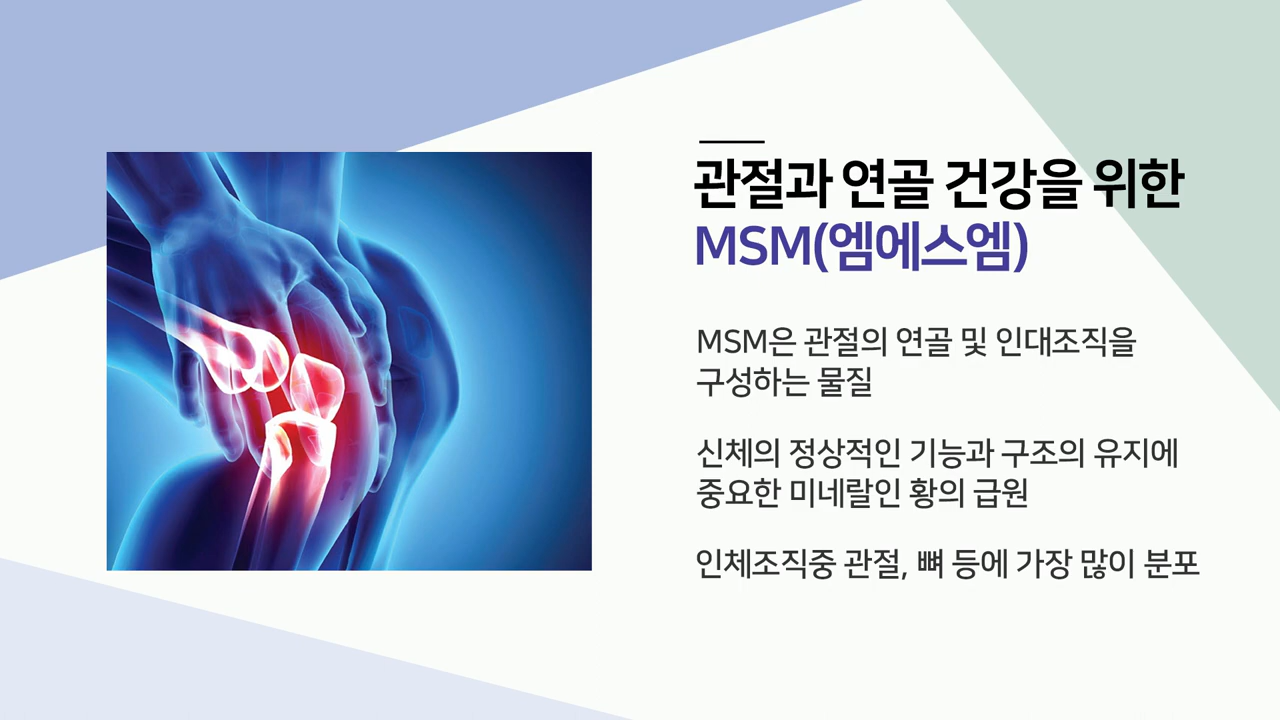 관절과 연골 건강을 위한
MSM(엠에스엠)
MSM은 관절의 연골 및 인대조직을
구성하는 물질
신체의 정상적인 기능과 구조의 유지에
중요한 미네랄인 황의 급원
인체조직중 관절, 뼈 등에 가장 많이 분포